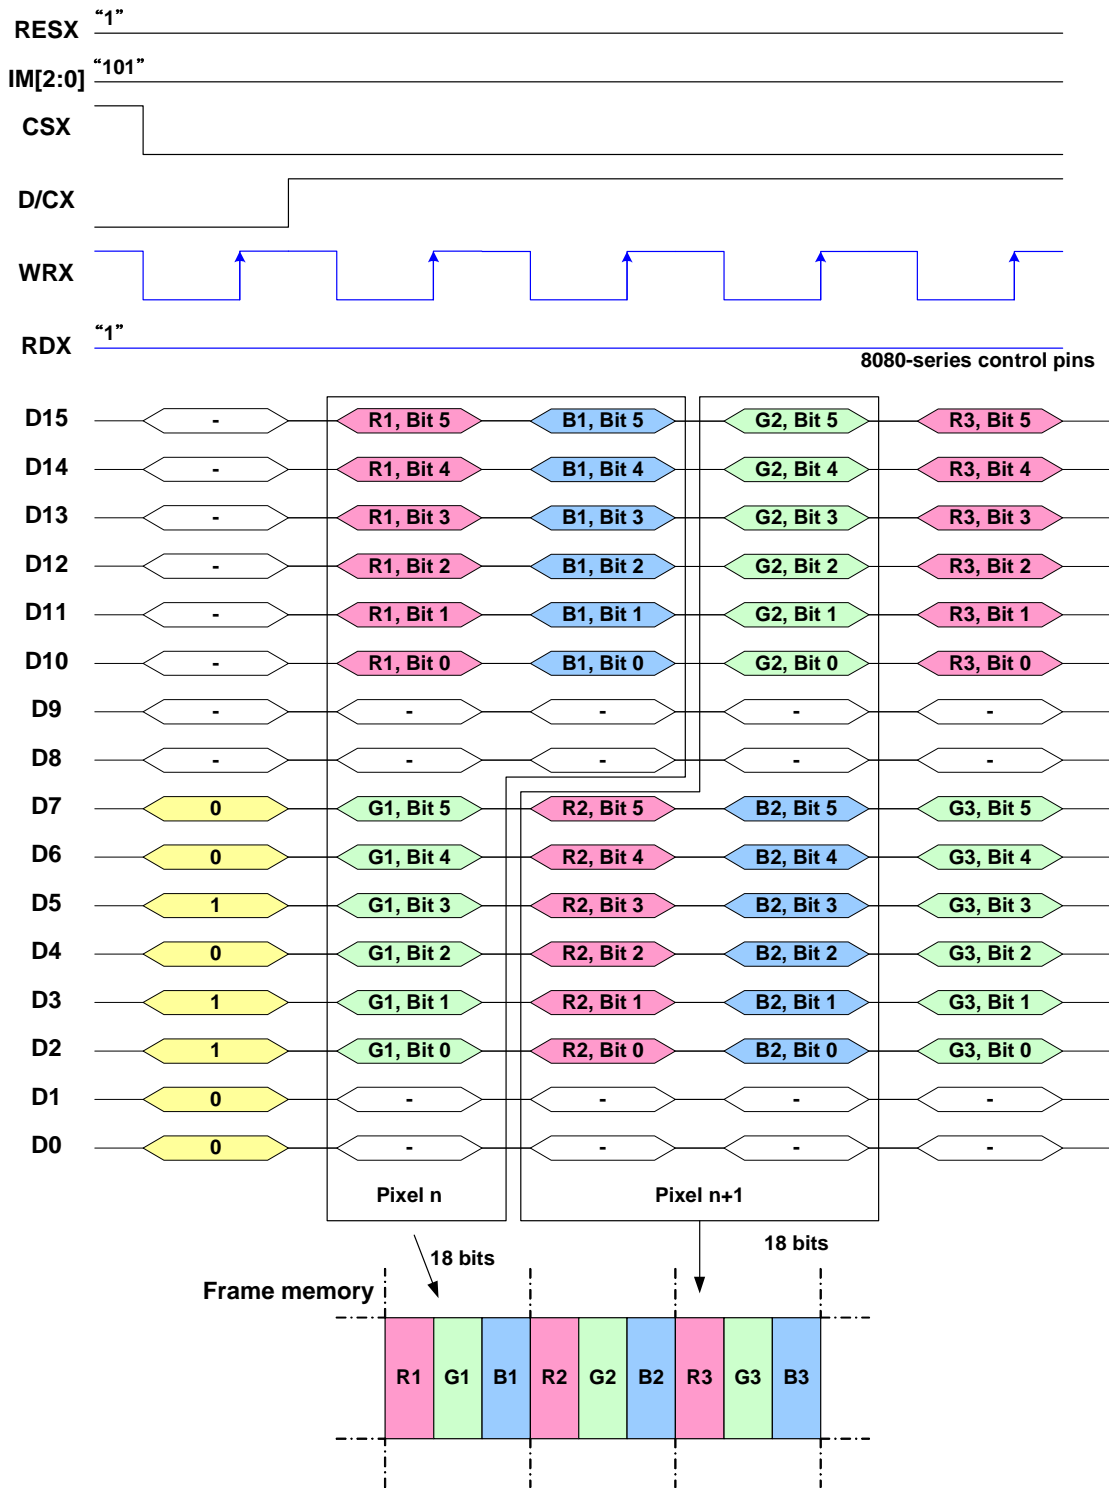 RESX “1”
IM[2:0] “101”
CSX
D/CX
WRX
RDX “1”
8080-series control pins
D15 - R1, Bit 5 B1, Bit 5 G2, Bit 5 R3, Bit 5
D14 - R1, Bit 4 B1, Bit 4 G2, Bit 4 R3, Bit 4
D13 - R1, Bit 3 B1, Bit 3 G2, Bit 3 R3, Bit 3
D12 - R1, Bit 2 B1, Bit 2 G2, Bit 2 R3, Bit 2
D11 - R1, Bit 1 B1, Bit 1 G2, Bit 1 R3, Bit 1
D10 - R1, Bit 0 B1, Bit 0 G2, Bit 0 R3, Bit 0
D9 - - - - -
D8 - - - - -
D7 0 G1, Bit 5 R2, Bit 5 B2, Bit 5 G3, Bit 5
D6 0 G1, Bit 4 R2, Bit 4 B2, Bit 4 G3, Bit 4
D5 1 G1, Bit 3 R2, Bit 3 B2, Bit 3 G3, Bit 3
D4 0 G1, Bit 2 R2, Bit 2 B2, Bit 2 G3, Bit 2
D3 1 G1, Bit 1 R2, Bit 1 B2, Bit 1 G3, Bit 1
D2 1 G1, Bit 0 R2, Bit 0 B2, Bit 0 G3, Bit 0
D1 0 - - - -
D0 0 - - - -
Pixel n Pixel n+1
18 bits 18 bits
Frame memory
R1 G1 B1 R2 G2 B2 R3 G3 B3